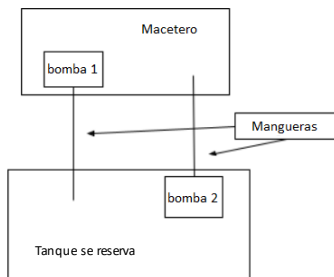 Macetero
bomba 1
Mangueras
bomba 2
Tanque se reserva